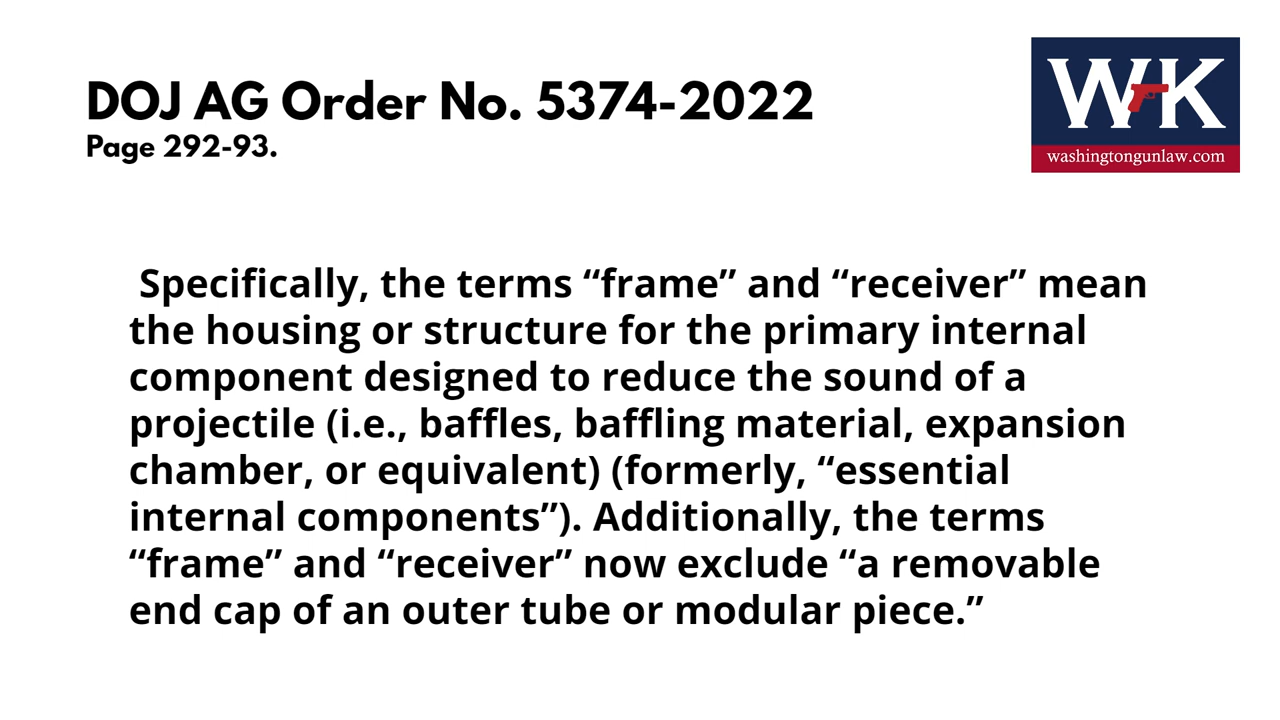 DOJ AG Order No. 5374-2022
Page 292-93.
WK
washingtongunlaw.com
Specifically, the terms “frame” and “receiver” mean
the housing or structure for the primary internal
component designed to reduce the sound of a
projectile (i.e., baffles, baffling material, expansion
chamber, or equivalent) (formerly, “essential
internal components”). Additionally, the terms
“frame” and “receiver” now exclude “a removable
end cap of an outer tube or modular piece.”